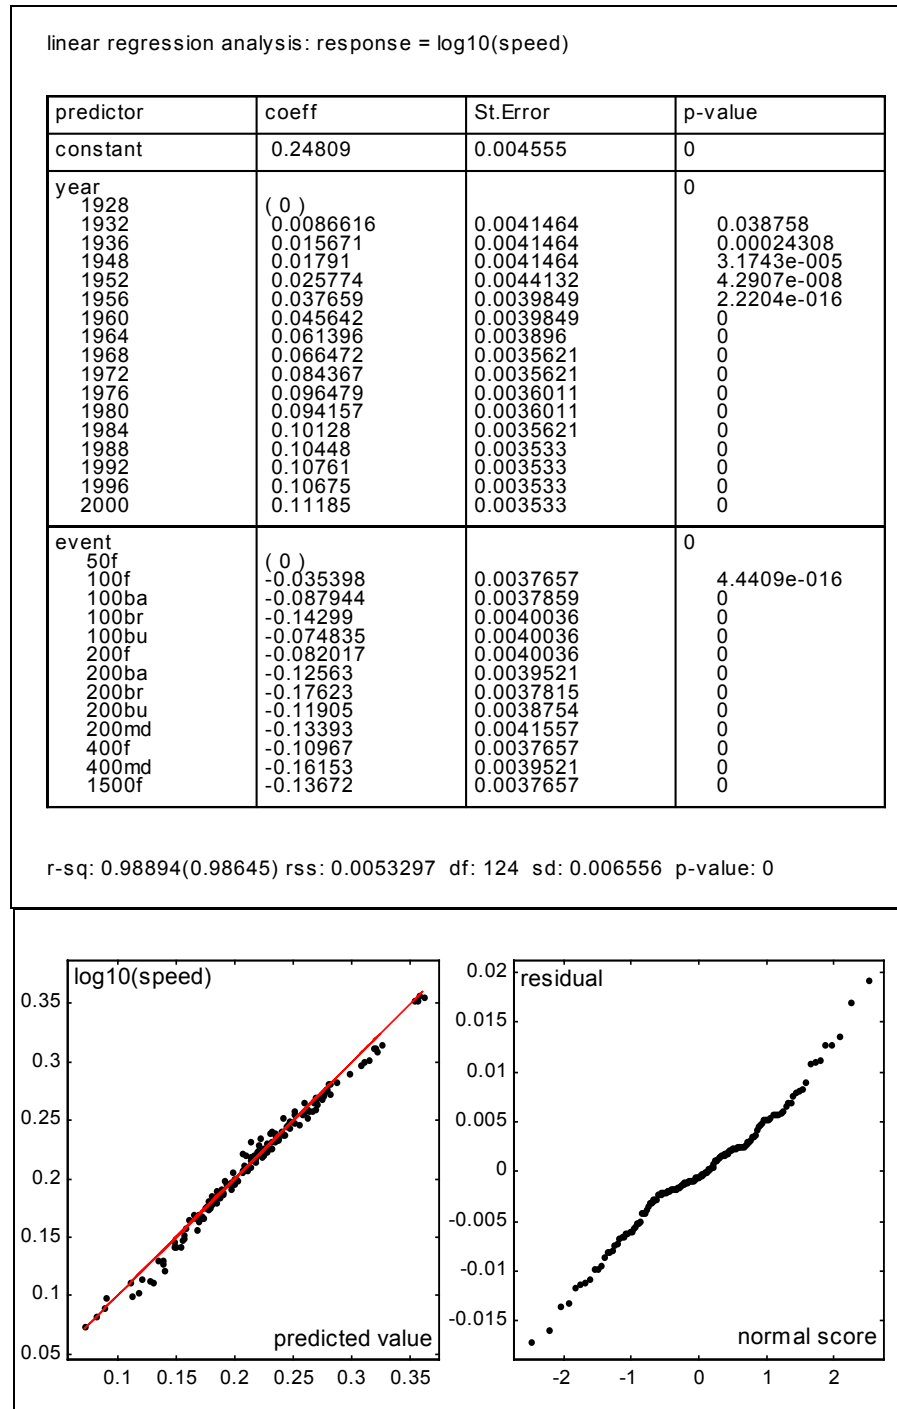 linear regression analysis: response = log10(speed)
predictor coeff St.Error p-value
constant 0.24809 0.004555 0
year 0
1928 ( 0 )
1932 0.0086616 0.0041464 0.038758
1936 0.015671 0.0041464 0.00024308
1948 0.01791 0.0041464 3.1743e-005
1952 0.025774 0.0044132 4.2907e-008
1956 0.037659 0.0039849 2.2204e-016
1960 0.045642 0.0039849 0
1964 0.061396 0.003896 0
1968 0.066472 0.0035621 0
1972 0.084367 0.0035621 0
1976 0.096479 0.0036011 0
1980 0.094157 0.0036011 0
1984 0.10128 0.0035621 0
1988 0.10448 0.003533 0
1992 0.10761 0.003533 0
1996 0.10675 0.003533 0
2000 0.11185 0.003533 0
event 0
50f ( 0 )
100f -0.035398 0.0037657 4.4409e-016
100ba -0.087944 0.0037859 0
100br -0.14299 0.0040036 0
100bu -0.074835 0.0040036 0
200f -0.082017 0.0040036 0
200ba -0.12563 0.0039521 0
200br -0.17623 0.0037815 0
200bu -0.11905 0.0038754 0
200md -0.13393 0.0041557 0
400f -0.10967 0.0037657 0
400md -0.16153 0.0039521 0
1500f -0.13672 0.0037657 0
r-sq: 0.98894(0.98645) rss: 0.0053297 df: 124 sd: 0.006556 p-value: 0
log10(speed)
0.35
0.3
0.25
0.2
0.15
0.1
0.05
predicted value
0.1 0.15 0.2 0.25 0.3 0.35
residual
0.02
0.015
0.01
0.005
0
-0.005
-0.01
-0.015
normal score
-2 -1 0 1 2